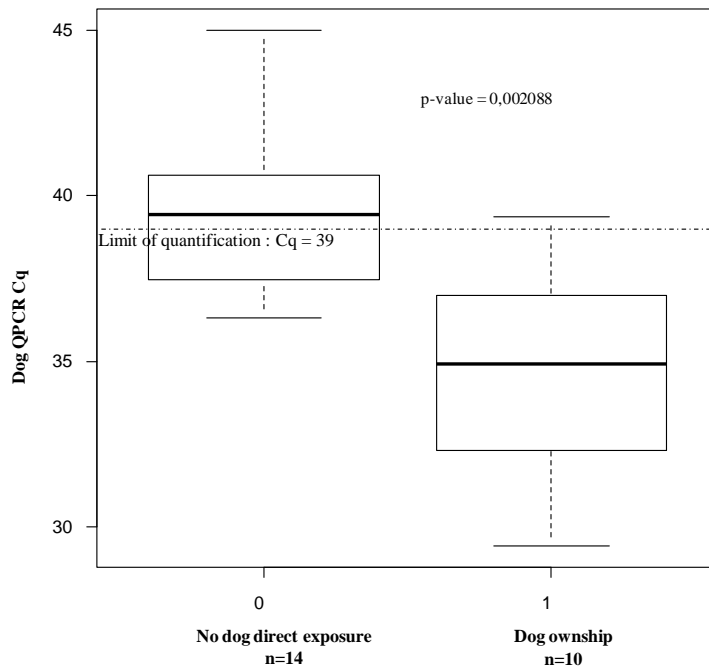 45
p-value = 0,002088
40
Limit of quantification : Cq = 39
Dog QPCR Cq
35
30
0
1
No dog direct exposure
n=14
Dog ownship
n=10